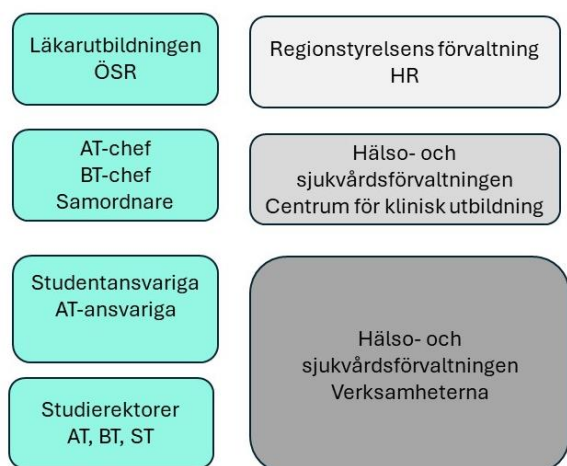 Läkarutbildningen
ÖSR
Regionstyrelsens förvaltning
HR
AT-chef
BT-chef
Samordnare
Hälso- och
sjukvårdsförvaltningen
Centrum för klinisk utbildning
Studentansvariga
AT-ansvariga
Hälso- och
sjukvårdsförvaltningen
Verksamheterna
Studierektorer
AT, BT, ST